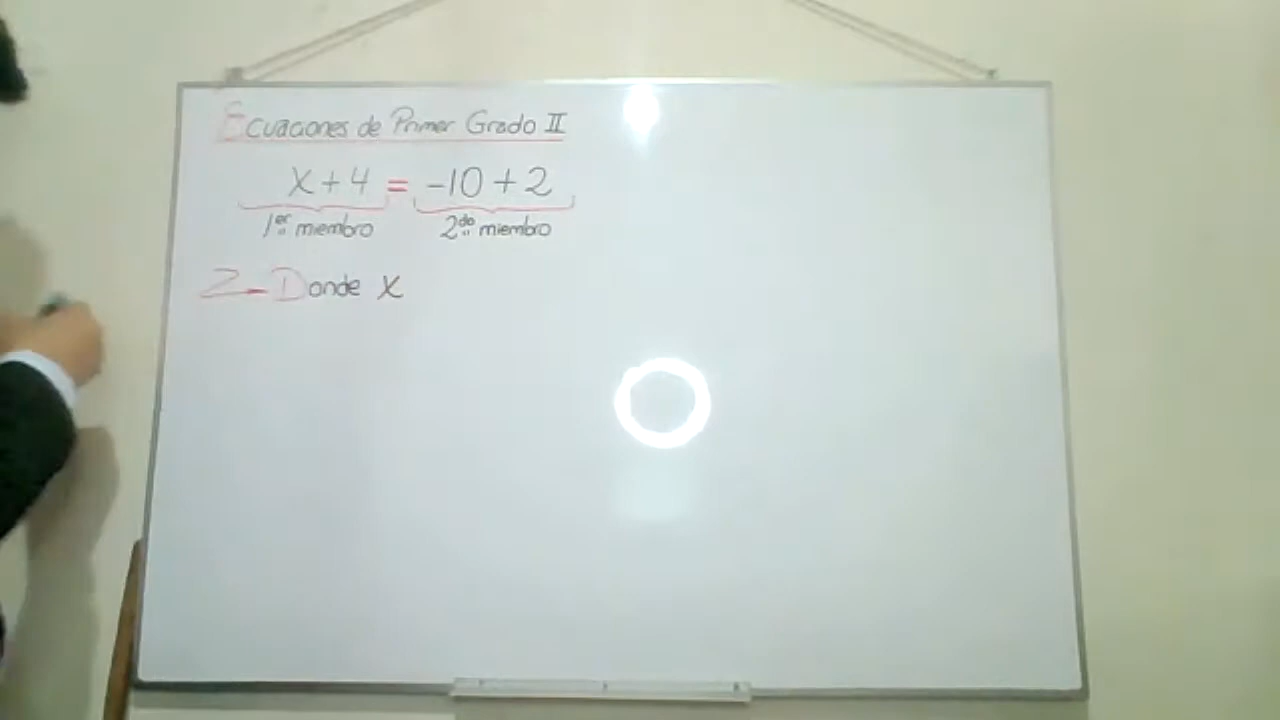 Ecuaciones de Primer Grado II
x + 4 = -10 + 2
1er. miembro 2do. miembro
2- Donde x